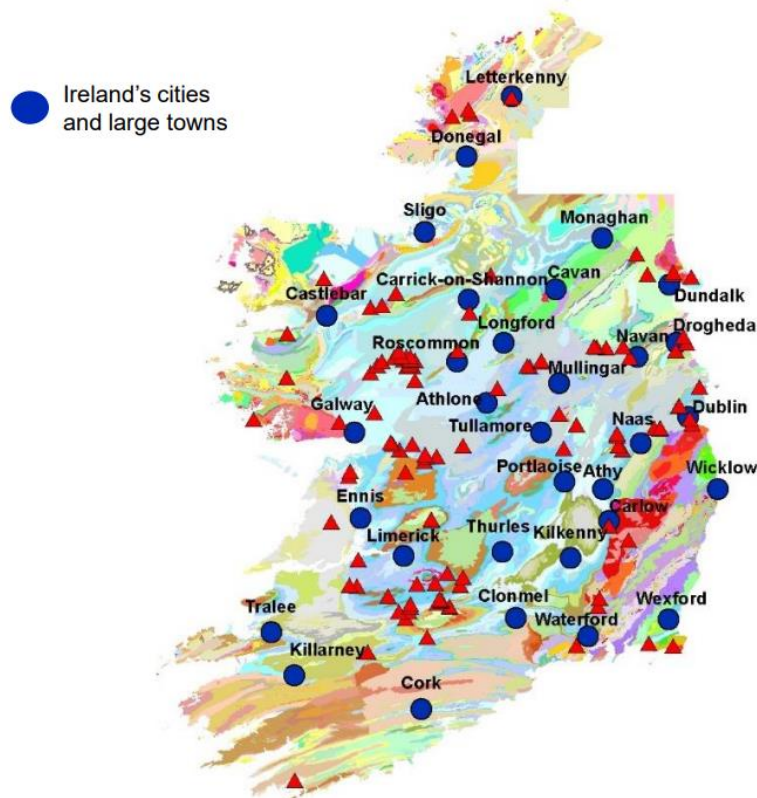 Letterkenny
Ireland's cities
and large towns
Donegal
Sligo
Monaghan
Carrick-on-Shannon
Cavan
Castlebar
Dundalk
Longford
Drogheda
Roscommon
Navan
Mullingar
Athlone
Galway
Dublin
Tullamore
Naas
Portlaoise
Athy
Wicklow
Ennis
Carlow
Limerick
Thurles
Kilkenny
Clonmel
Wexford
Tralee
Waterford
Killarney
Cork